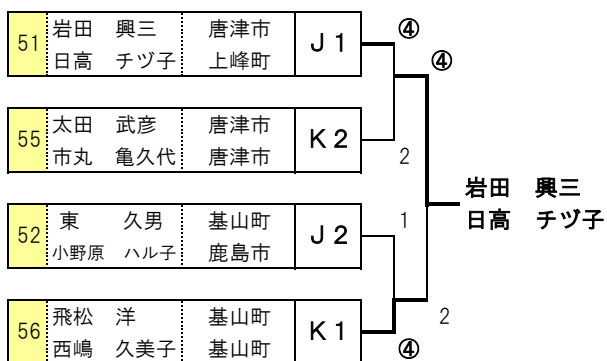 51 岩田　興三 唐津市 J 1 ④
日高　チヅ子 上峰町
④
55 太田　武彦 唐津市 K 2
市丸　亀久代 唐津市 2
岩田　興三
日高　チヅ子
52 東　久男 基山町 J 2 1
小野原　ハル子 鹿島市
56 飛松　洋 基山町 K 1 2
西嶋　久美子 基山町 ④